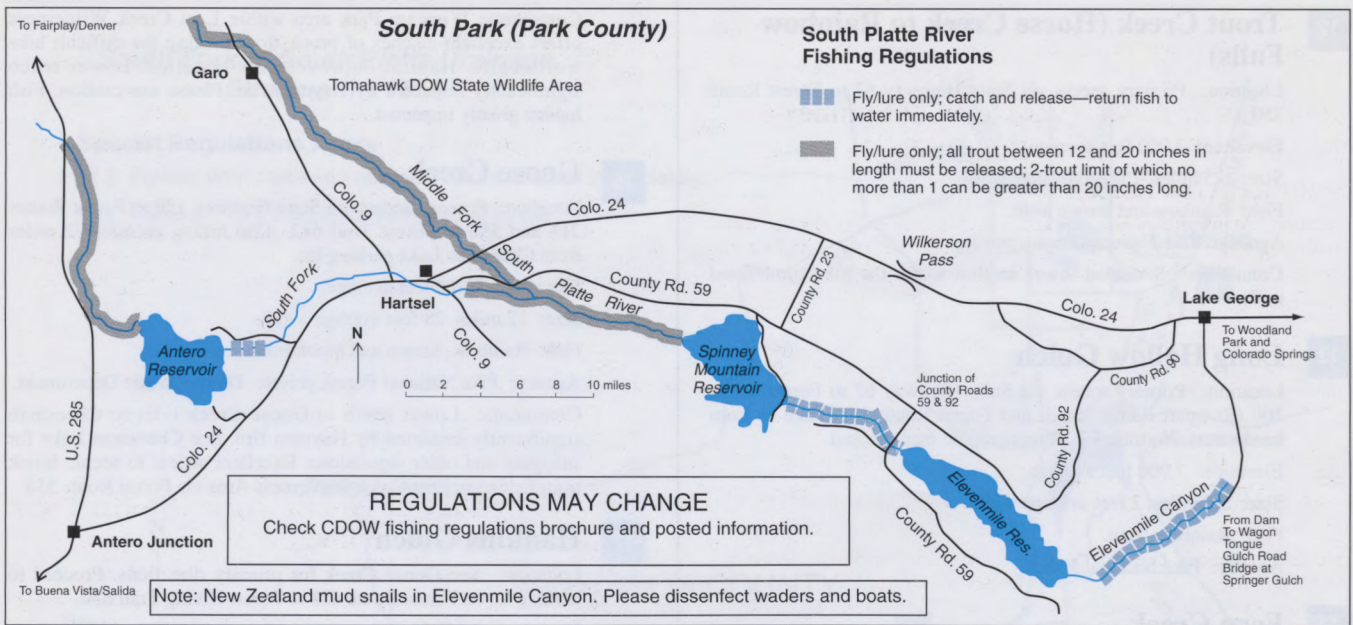 To Fairplay/Denver
South Park (Park County)
Garo
Tomahawk DOW State Wildlife Area
South Platte River
Fishing Regulations
Fly/lure only; catch and release—return fish to
water immediately.
Fly/lure only; all trout between 12 and 20 inches in
length must be released; 2-trout limit of which no
more than 1 can be greater than 20 inches long.
Colo. 9
Middle Fork
South
Platte River
Colo. 24
County Rd. 23
Wilkerson
Pass
South Fork
Hartsel
County Rd. 59
Colo. 24
Lake George
To Woodland
Park and
Colorado Springs
N
Colo. 9
Antero
Reservoir
0 2 4 6 8 10 miles
Spinney
Mountain
Reservoir
Junction of
County Roads
59 & 92
County Rd. 90
County Rd. 92
U.S. 285
Colo. 24
Elevenmile Res.
Elevenmile Canyon
County Rd. 59
From Dam
To Wagon
Tongue
Gulch Road
Bridge at
Springer Gulch
REGULATIONS MAY CHANGE
Check CDOW fishing regulations brochure and posted information.
Antero Junction
To Buena Vista/Salida
Note: New Zealand mud snails in Elevenmile Canyon. Please dissenfect waders and boats.